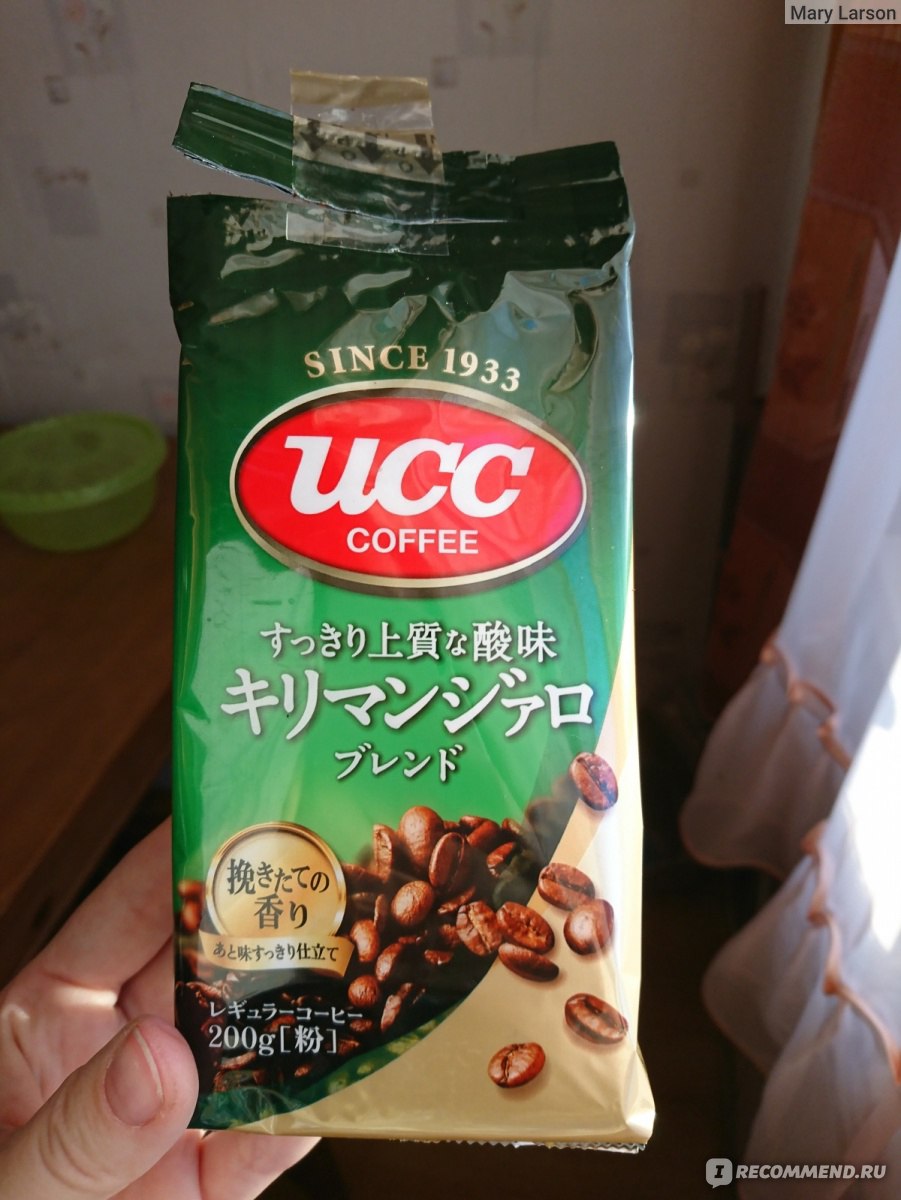 Mary Larson
SINCE 1933
UCC
COFFEE
すっきり上質な酸味
キリマンジァロ
ブレンド
挽きたての
香り
あと味すっきり仕立て
レギュラーコーヒー
200g[粉]
IRECOMMEND.RU